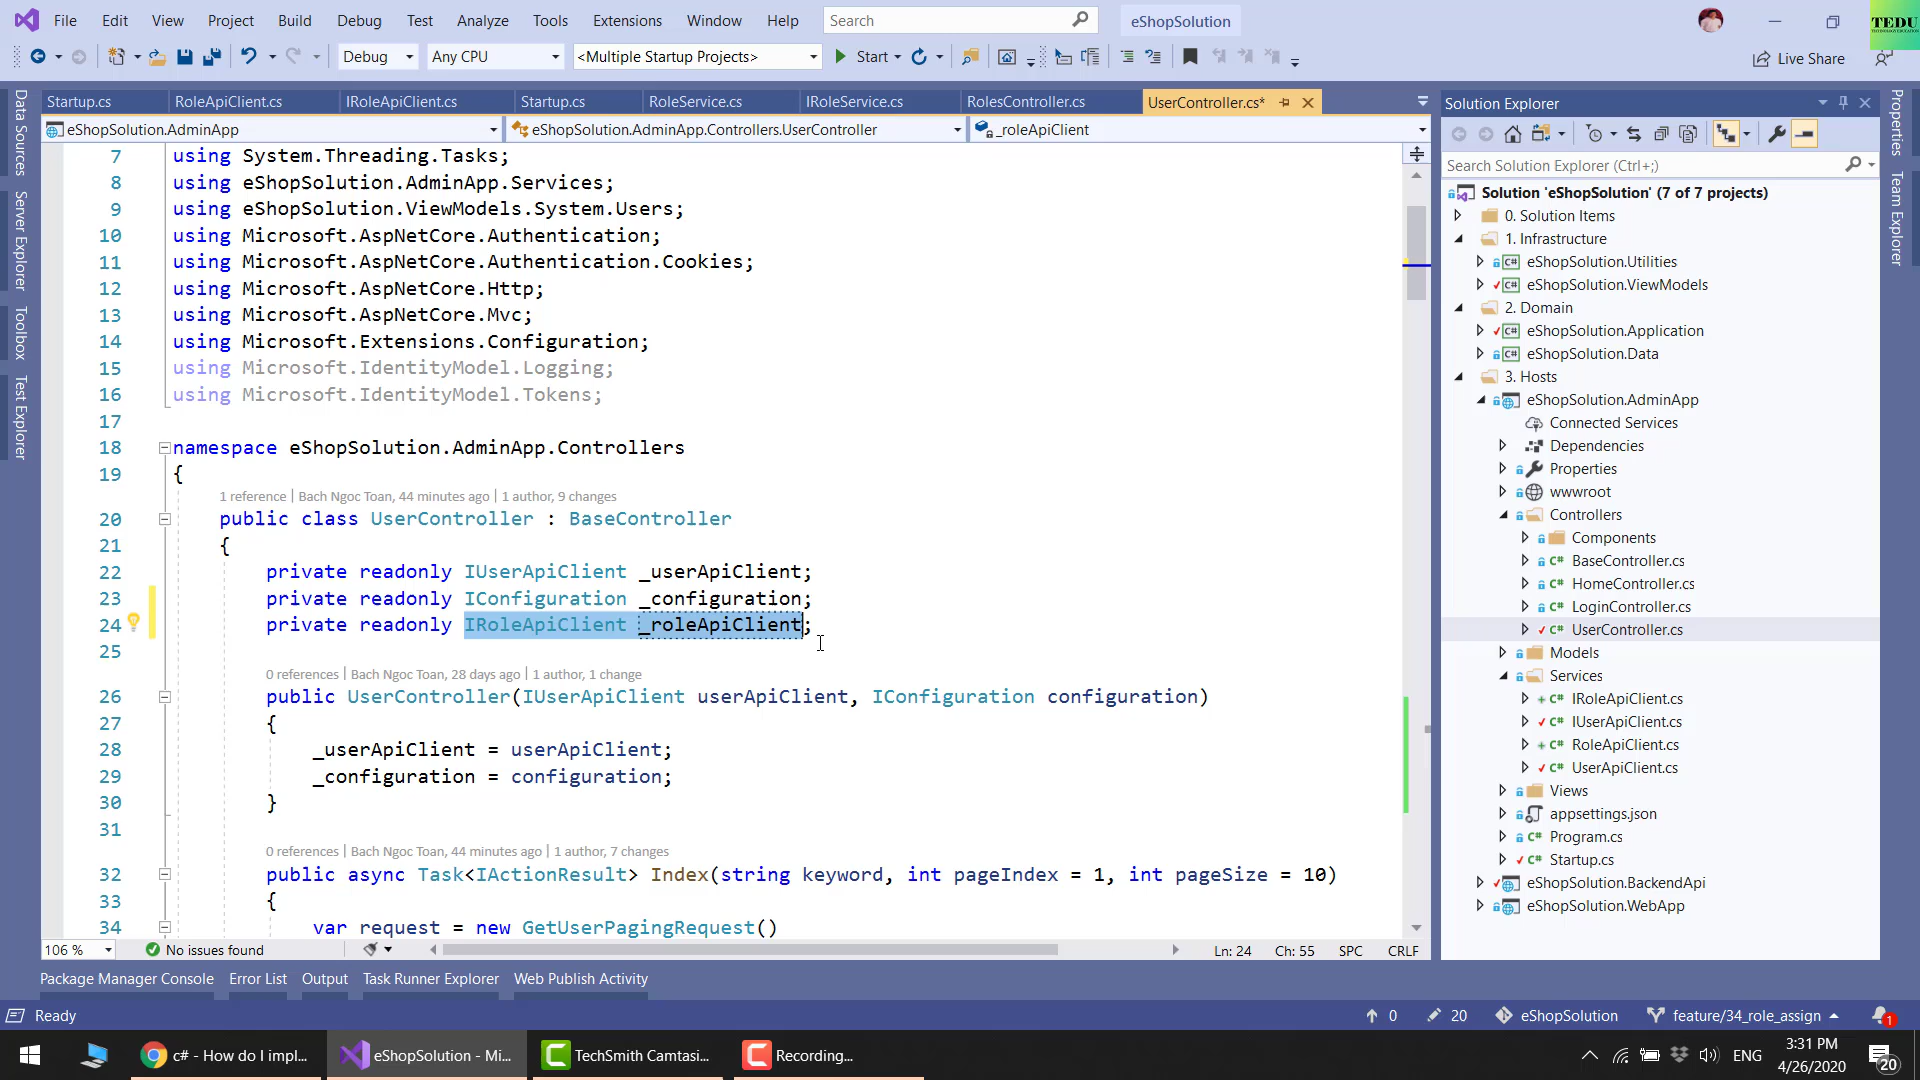 File Edit View Project Build Debug Test Analyze Tools Extensions Window Help Search eShopSolution TEDU
Debug Any CPU <Multiple Startup Projects> Start Live Share
Startup.cs RoleApiClient.cs IRoleApiClient.cs Startup.cs RoleService.cs IRoleService.cs RolesController.cs UserController.cs*
eShopSolution.AdminApp eShopSolution.AdminApp.Controllers.UserController _roleApiClient
Data Sources
Server Explorer
Toolbox
Test Explorer
7 using System.Threading.Tasks;
8 using eShopSolution.AdminApp.Services;
9 using eShopSolution.ViewModels.System.Users;
10 using Microsoft.AspNetCore.Authentication;
11 using Microsoft.AspNetCore.Authentication.Cookies;
12 using Microsoft.AspNetCore.Http;
13 using Microsoft.AspNetCore.Mvc;
14 using Microsoft.Extensions.Configuration;
15 using Microsoft.IdentityModel.Logging;
16 using Microsoft.IdentityModel.Tokens;
17
18 namespace eShopSolution.AdminApp.Controllers
19 {
1 reference | Bach Ngoc Toan, 44 minutes ago | 1 author, 9 changes
20 public class UserController : BaseController
21 {
22 private readonly IUserApiClient _userApiClient;
23 private readonly IConfiguration _configuration;
24 private readonly IRoleApiClient _roleApiClient;
25
0 references | Bach Ngoc Toan, 28 days ago | 1 author, 1 change
26 public UserController(IUserApiClient userApiClient, IConfiguration configuration)
27 {
28 _userApiClient = userApiClient;
29 _configuration = configuration;
30 }
31
0 references | Bach Ngoc Toan, 44 minutes ago | 1 author, 7 changes
32 public async Task<IActionResult> Index(string keyword, int pageIndex = 1, int pageSize = 10)
33 {
34 var request = new GetUserPagingRequest()
106 % No issues found Ln: 24 Ch: 55 SPC CRLF
Solution Explorer
Search Solution Explorer (Ctrl+;)
Solution 'eShopSolution' (7 of 7 projects)
0. Solution Items
1. Infrastructure
eShopSolution.Utilities
eShopSolution.ViewModels
2. Domain
eShopSolution.Application
eShopSolution.Data
3. Hosts
eShopSolution.AdminApp
Connected Services
Dependencies
Properties
wwwroot
Controllers
Components
BaseController.cs
HomeController.cs
LoginController.cs
UserController.cs
Models
Services
IRoleApiClient.cs
IUserApiClient.cs
RoleApiClient.cs
UserApiClient.cs
Views
appsettings.json
Program.cs
Startup.cs
eShopSolution.BackendApi
eShopSolution.WebApp
Properties
Team Explorer
Package Manager Console Error List Output Task Runner Explorer Web Publish Activity
Ready 0 20 eShopSolution feature/34_role_assign 1
c# - How do I impl... eShopSolution - Mi... TechSmith Camtasi... Recording... ENG 3:31 PM
4/26/2020 20